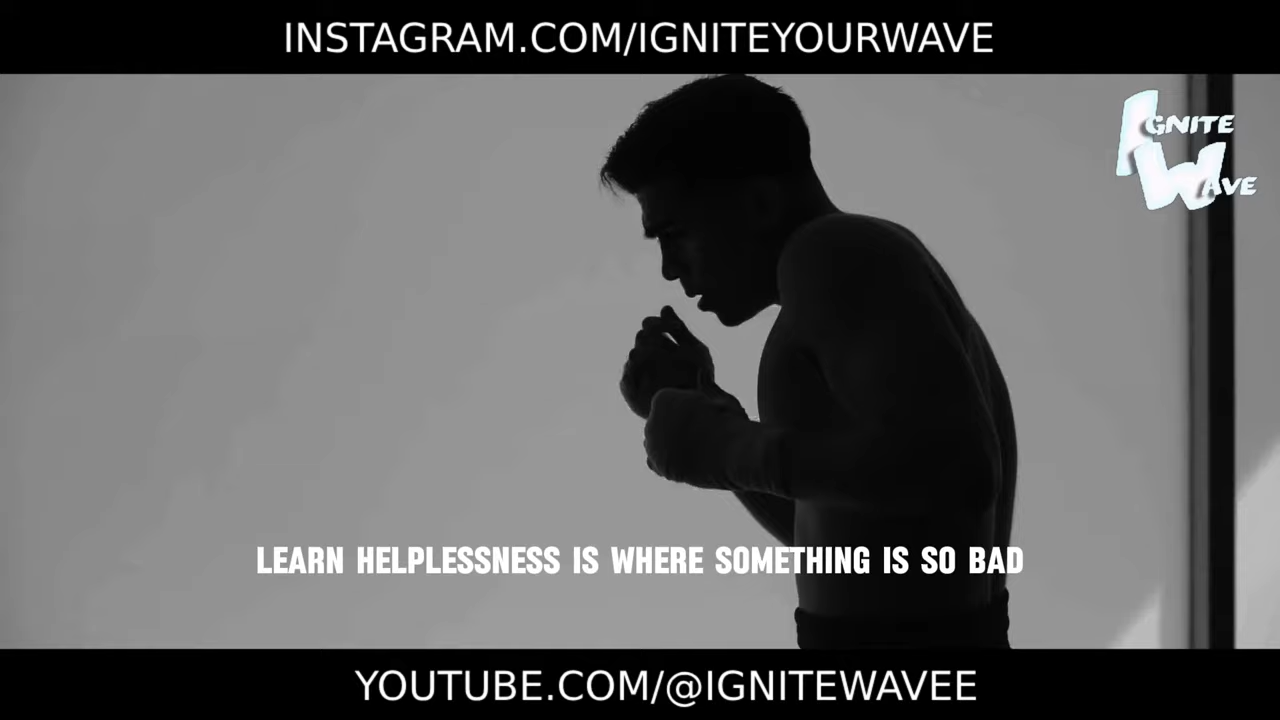 INSTAGRAM.COM/IGNITEYOURWAVE
IGNITE
WAVE
LEARN HELPLESSNESS IS WHERE SOMETHING IS SO BAD
YOUTUBE.COM/@IGNITEWAVEE